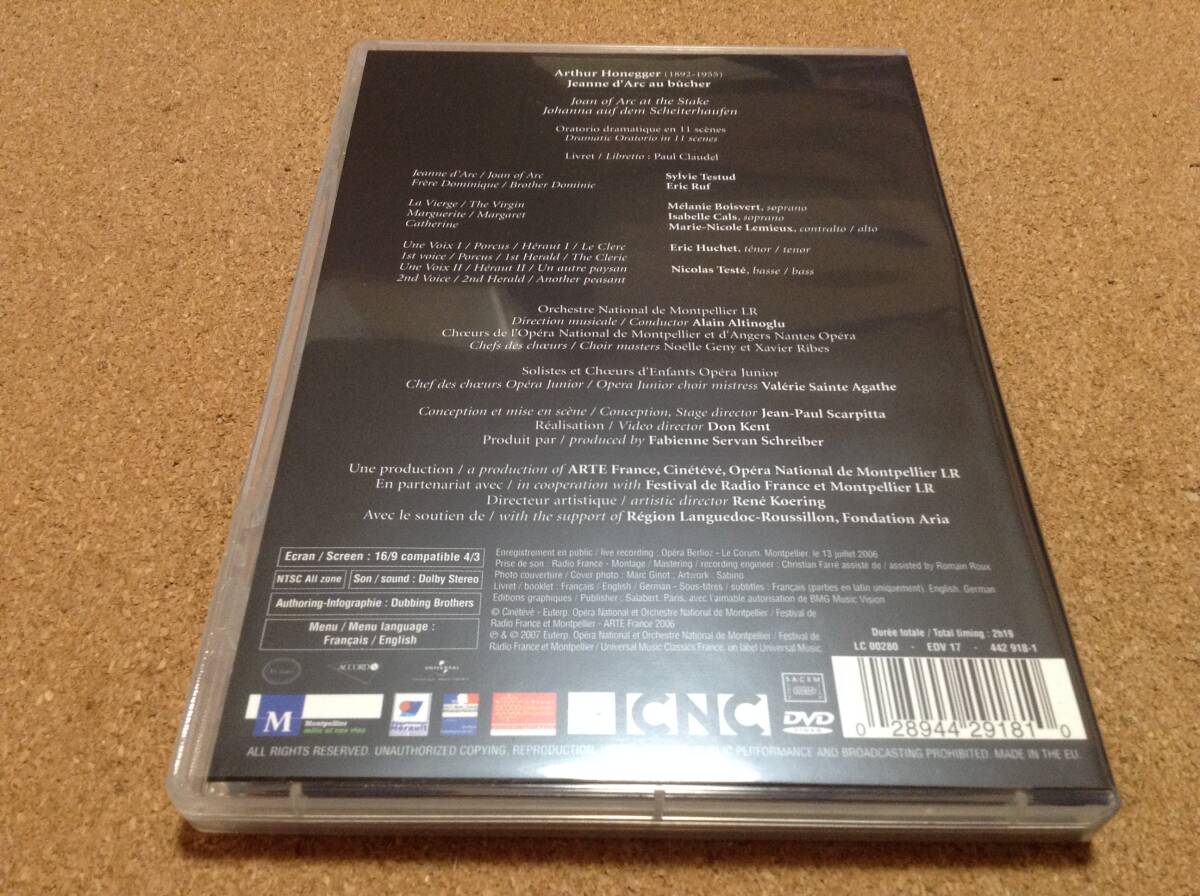 Arthur Honegger (1892-1955)
Jeanne d'Arc au bûcher
Joan of Arc at the Stake
Johanna auf dem Scheiterhaufen
Oratorio dramatique en 11 scènes
Dramatic Oratorio in 11 scenes
Livret / Libretto : Paul Claudel
Jeanne d'Arc / Joan of Arc Sylvie Testud
Frère Dominique / Brother Dominic Eric Ruf
La Vierge / The Virgin Mélanie Boisvert, soprano
Marguerite / Margaret Isabelle Cals, soprano
Catherine Marie-Nicole Lemieux, contralto / alto
Une Voix I / Porcus / Héraut I / Le Clerc Eric Huchet, ténor / tenor
1st voice / Porcus / 1st Herald / The Cleric
Une Voix II / Héraut II / Un autre paysan Nicolas Testé, basse / bass
2nd Voice / 2nd Herald / Another peasant
Orchestre National de Montpellier LR
Direction musicale / Conductor Alain Altinoglu
Chœurs de l'Opéra National de Montpellier et d'Angers Nantes Opéra
Chefs des chœurs / Choir masters Noëlle Geny et Xavier Ribes
Solistes et Chœurs d'Enfants Opéra Junior
Chef des chœurs Opéra Junior / Opera Junior choir mistress Valérie Sainte Agathe
Conception et mise en scène / Conception, Stage director Jean-Paul Scarpitta
Réalisation / Video director Don Kent
Produit par / produced by Fabienne Servan Schreiber
Une production / a production of ARTE France, Cinétévé, Opéra National de Montpellier LR
En partenariat avec / in cooperation with Festival de Radio France et Montpellier LR
Directeur artistique / artistic director René Koering
Avec le soutien de / with the support of Région Languedoc-Roussillon, Fondation Aria
Ecran / Screen : 16/9 compatible 4/3
NTSC All zone
Son / sound : Dolby Stereo
Authoring-Infographie : Dubbing Brothers
Menu / Menu language :
Français / English
Enregistrement en public / live recording : Opéra Berlioz - Le Corum. Montpellier, le 13 juillet 2006
Prise de son : Radio France - Montage / Mastering / recording engineer : Christian Farré assisté de / assisted by Romain Roux
Photo couverture / Cover photo : Marc Ginot : Artwork : Sabino
Livret / booklet : Français / English / German - Sous-titres / subtitles : Français (parties en latin uniquement), English, German
Editions graphiques / Publisher : Salabert. Paris, avec l'aimable autorisation de BMG Music Vision
© Cinétévé - Euterp. Opéra National et Orchestre National de Montpellier / Festival de
Radio France et Montpellier - ARTE France 2006
℗ & © 2007 Euterp. Opéra National et Orchestre National de Montpellier / Festival de
Radio France et Montpellier / Universal Music Classics France, un label Universal Music
Durée totale / Total timing : 2h19
LC 00280 - EDV 17 - 442 918-1
ACCORD
UNIVERSAL
M
Montpellier
Hérault
CNC
SACEM
DVD
VIDEO
0 28944 29181 0
ALL RIGHTS RESERVED. UNAUTHORIZED COPYING, REPRODUCTION, PUBLIC PERFORMANCE AND BROADCASTING PROHIBITED. MADE IN THE EU.